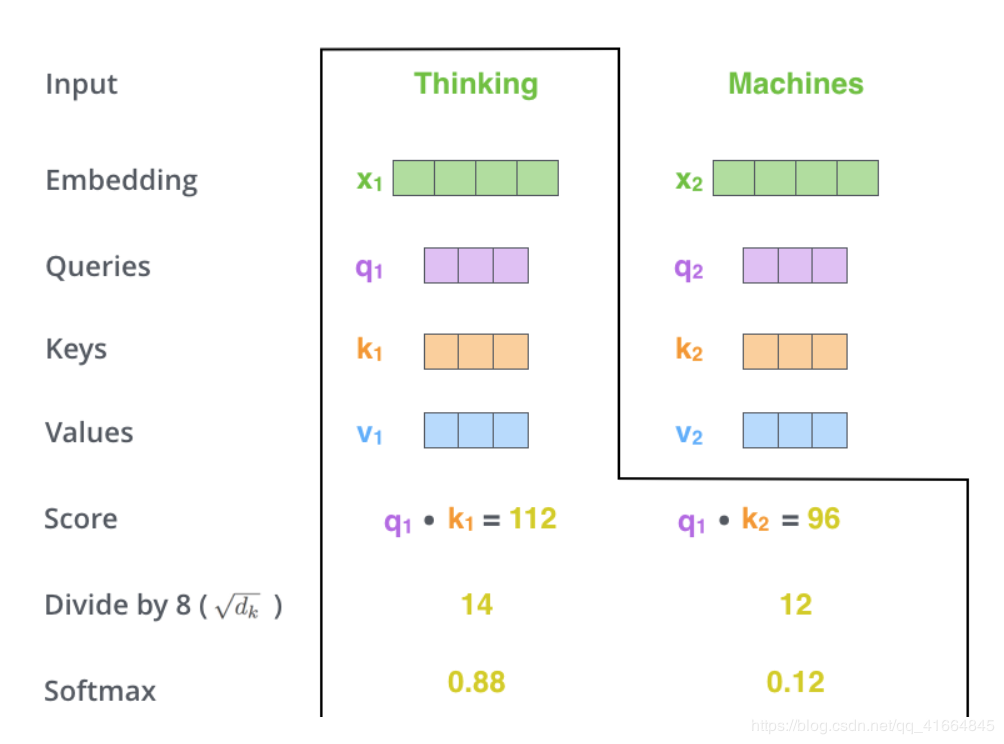 Input Thinking Machines
Embedding x₁ x₂
Queries q₁ q₂
Keys k₁ k₂
Values v₁ v₂
Score q₁ • k₁ = 112 q₁ • k₂ = 96
Divide by 8 ( √dₖ ) 14 12
Softmax 0.88 0.12
https://blog.csdn.net/qq_41664845